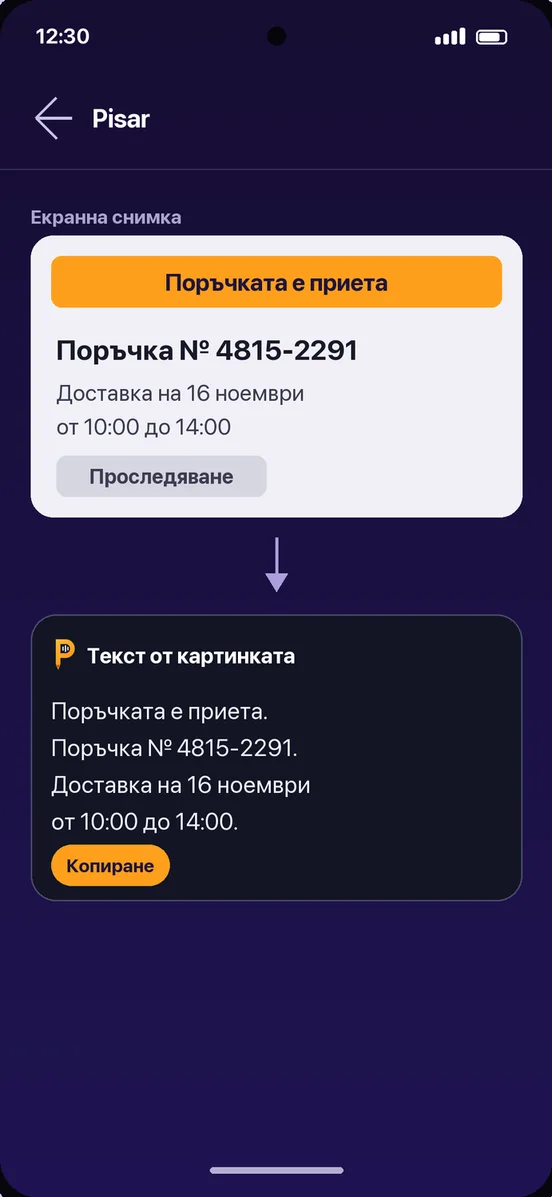 12:30
Pisar
Екранна снимка
Поръчката е приета
Поръчка № 4815-2291
Доставка на 16 ноември
от 10:00 до 14:00
Проследяване
Текст от картинката
Поръчката е приета.
Поръчка № 4815-2291.
Доставка на 16 ноември
от 10:00 до 14:00.
Копиране